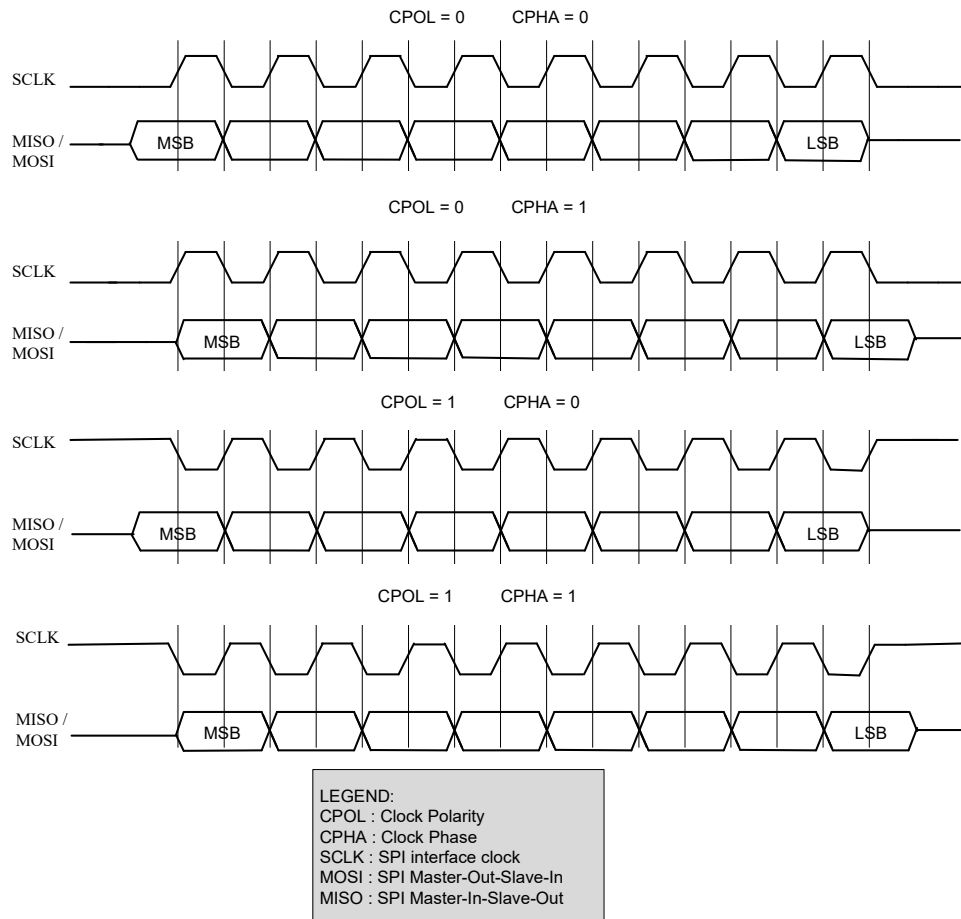 CPOL = 0 CPHA = 0
SCLK
MISO /
MOSI
MSB LSB
CPOL = 0 CPHA = 1
SCLK
MISO /
MOSI
MSB LSB
CPOL = 1 CPHA = 0
SCLK
MISO /
MOSI
MSB LSB
CPOL = 1 CPHA = 1
SCLK
MISO /
MOSI
MSB LSB
LEGEND:
CPOL : Clock Polarity
CPHA : Clock Phase
SCLK : SPI interface clock
MOSI : SPI Master-Out-Slave-In
MISO : SPI Master-In-Slave-Out